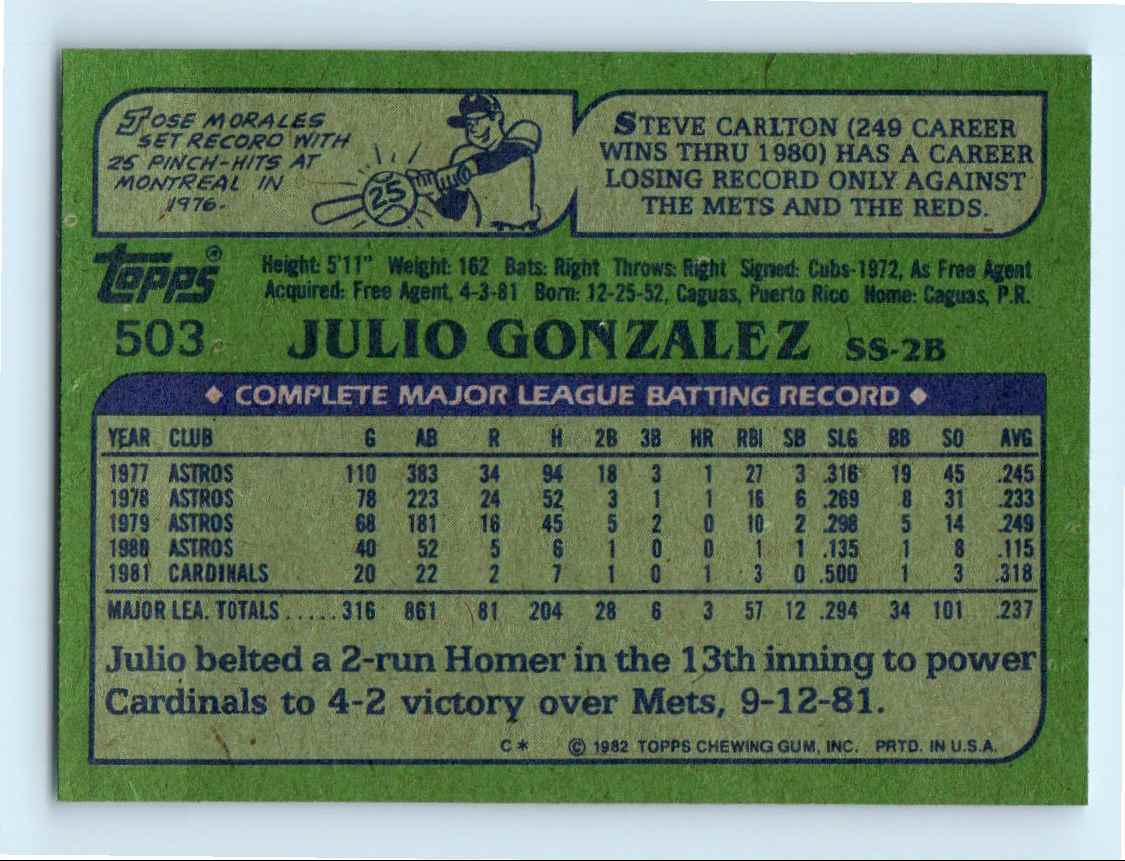 JOSE MORALES
SET RECORD WITH
25 PINCH-HITS AT
MONTREAL IN
1976.
25
STEVE CARLTON (249 CAREER
WINS THRU 1980) HAS A CAREER
LOSING RECORD ONLY AGAINST
THE METS AND THE REDS.
topps®
Height: 5'11" Weight: 162 Bats: Right Throws: Right Signed: Cubs-1972, As Free Agent
Acquired: Free Agent, 4-3-81 Born: 12-25-52, Caguas, Puerto Rico Home: Caguas, P.R.
503 JULIO GONZALEZ SS-2B
◆ COMPLETE MAJOR LEAGUE BATTING RECORD ◆
YEAR CLUB G AB R H 2B 3B HR RBI SB SLG BB SO AVG
1977 ASTROS 110 383 34 94 18 3 1 27 3 .316 19 45 .245
1978 ASTROS 78 223 24 52 3 1 1 16 6 .269 8 31 .233
1979 ASTROS 68 181 16 45 5 2 0 10 2 .298 5 14 .249
1980 ASTROS 40 52 5 6 1 0 0 1 1 .135 1 8 .115
1981 CARDINALS 20 22 2 7 1 0 1 3 0 .500 1 3 .318
MAJOR LEA. TOTALS.....316 861 81 204 28 6 3 57 12 .294 34 101 .237
Julio belted a 2-run Homer in the 13th inning to power
Cardinals to 4-2 victory over Mets, 9-12-81.
C* © 1982 TOPPS CHEWING GUM, INC. PRTD. IN U.S.A.